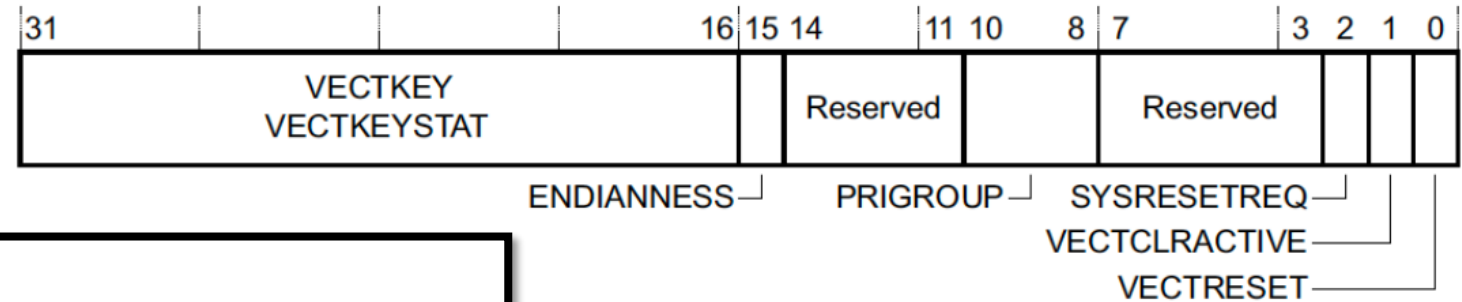 31 16 15 14 11 10 8 7 3 2 1 0
VECTKEY
VECTKEYSTAT
Reserved
Reserved
ENDIANNESS
PRIGROUP
SYSRESETREQ
VECTCLRACTIVE
VECTRESET